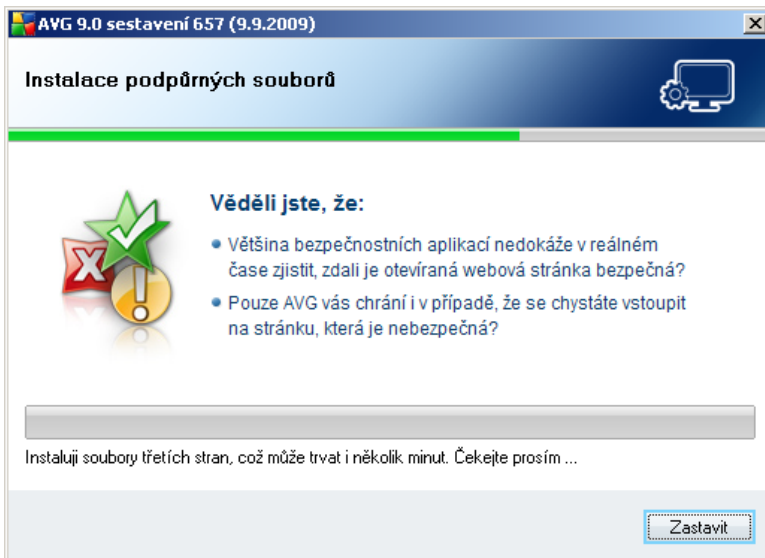 AVG 9.0 sestavení 657 (9.9.2009)
Instalace podpůrných souborů
Věděli jste, že:
Většina bezpečnostních aplikací nedokáže v reálném
čase zjistit, zdali je otevíraná webová stránka bezpečná?
Pouze AVG vás chrání i v případě, že se chystáte vstoupit
na stránku, která je nebezpečná?
Instaluji soubory třetích stran, což může trvat i několik minut. Čekejte prosím ...
Zastavit